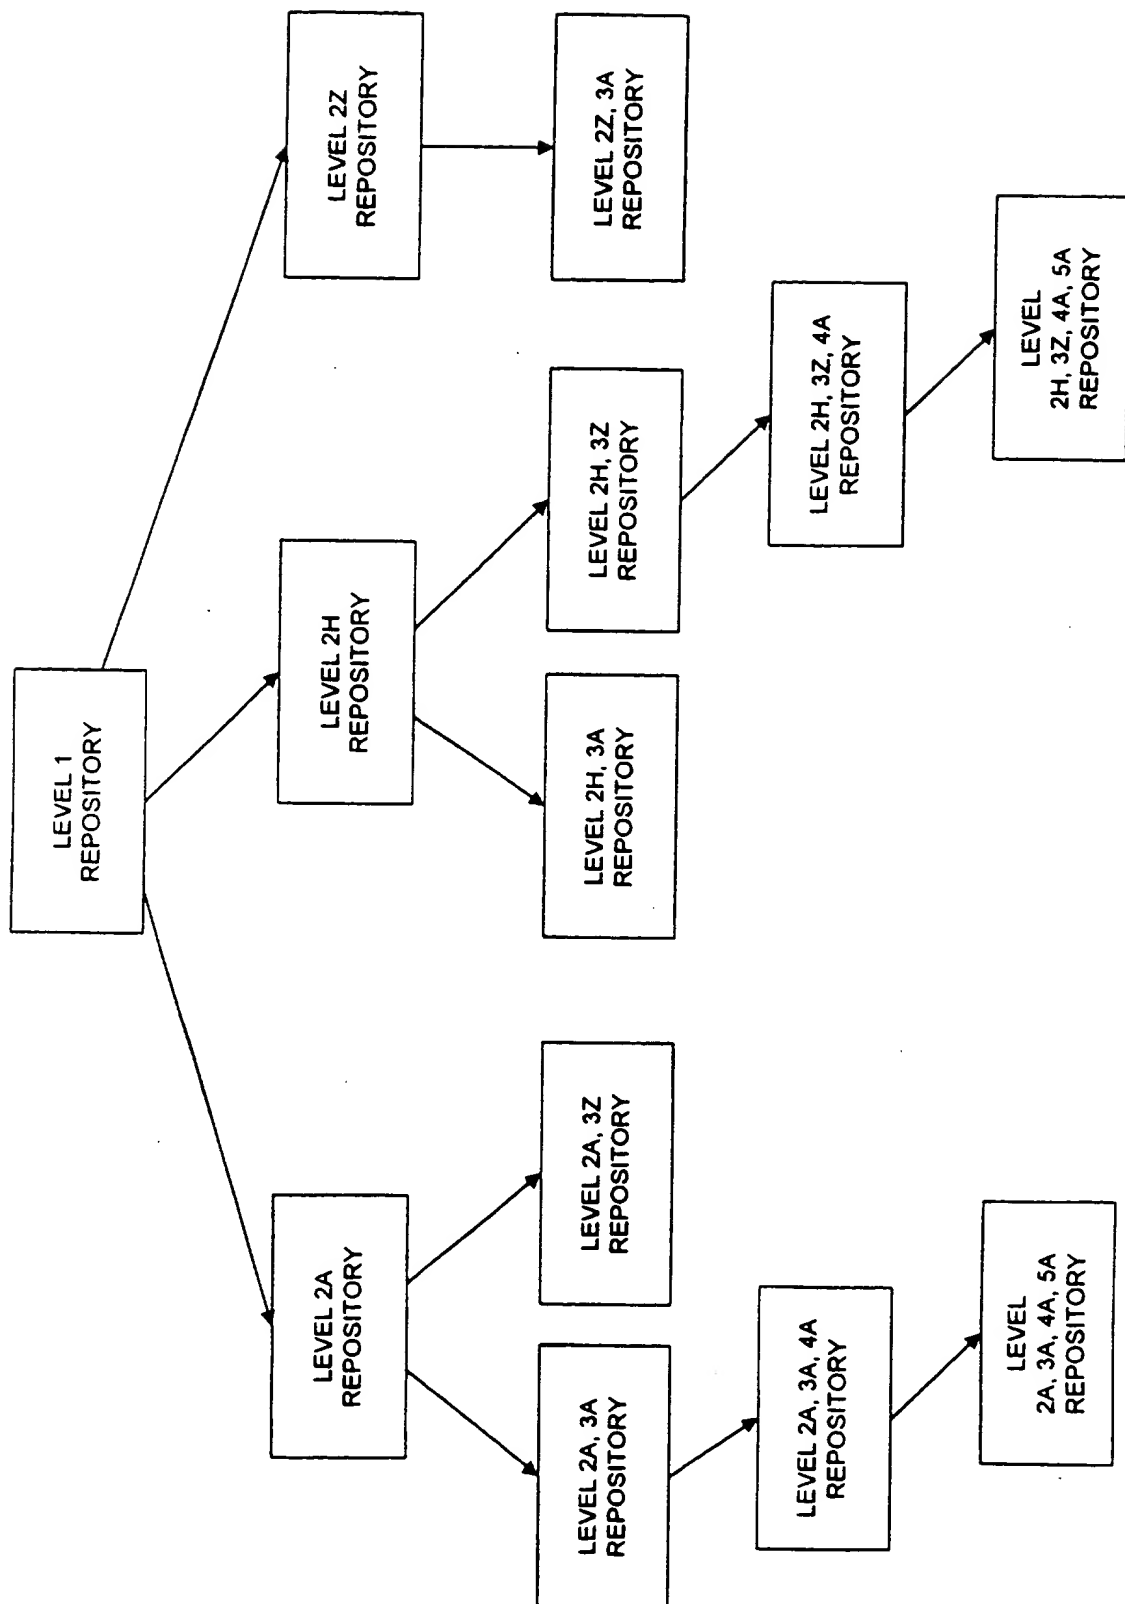 LEVEL 1
REPOSITORY
LEVEL 2A
REPOSITORY
LEVEL 2H
REPOSITORY
LEVEL 2Z
REPOSITORY
LEVEL 2A, 3A
REPOSITORY
LEVEL 2A, 3Z
REPOSITORY
LEVEL 2H, 3A
REPOSITORY
LEVEL 2H, 3Z
REPOSITORY
LEVEL 2Z, 3A
REPOSITORY
LEVEL 2A, 3A, 4A
REPOSITORY
LEVEL 2H, 3Z, 4A
REPOSITORY
LEVEL
2A, 3A, 4A, 5A
REPOSITORY
LEVEL
2H, 3Z, 4A, 5A
REPOSITORY